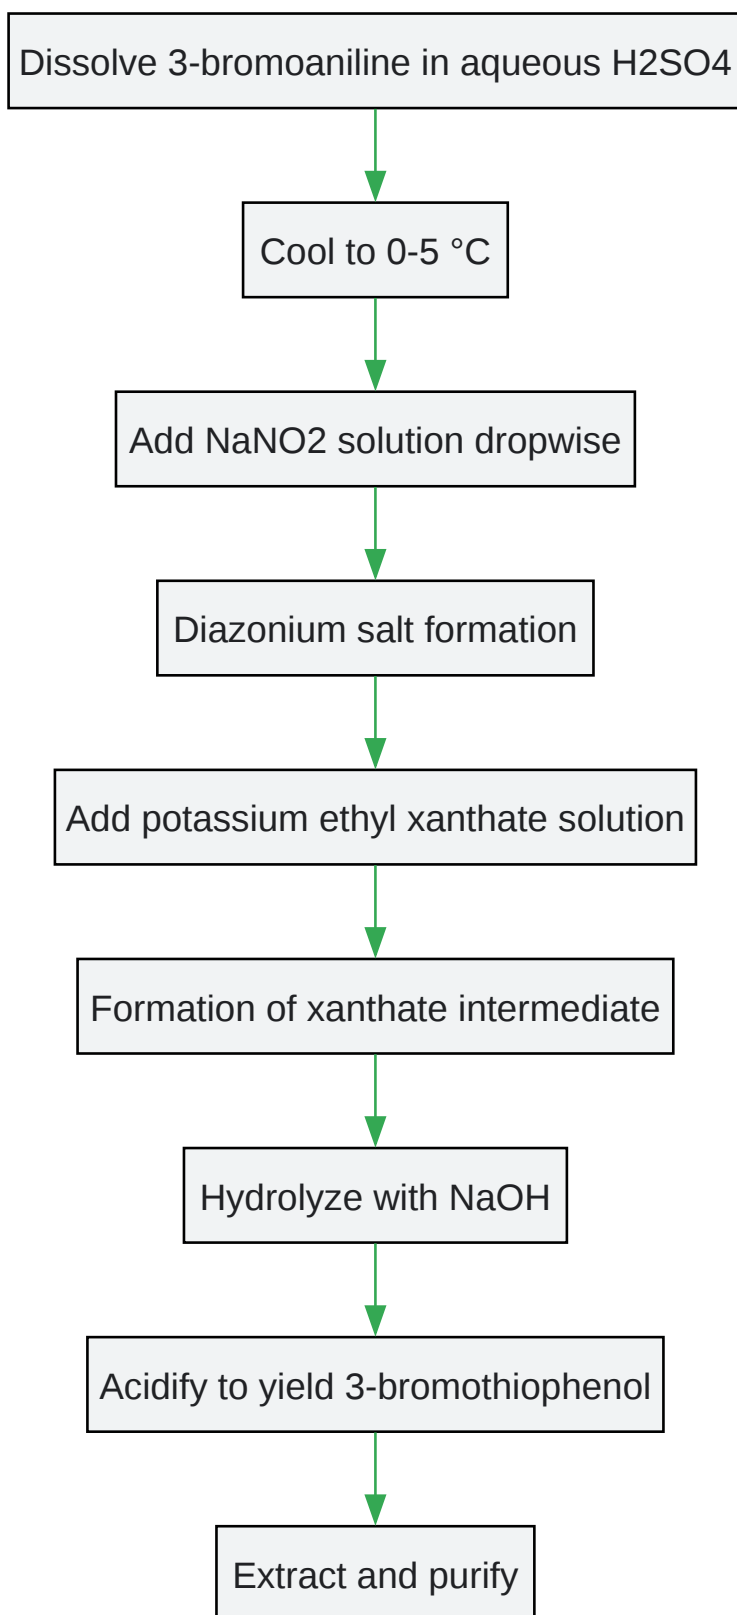 Dissolve 3-bromoaniline in aqueous H2SO4
Cool to 0-5 °C
Add NaNO2 solution dropwise
Diazonium salt formation
Add potassium ethyl xanthate solution
Formation of xanthate intermediate
Hydrolyze with NaOH
Acidify to yield 3-bromothiophenol
Extract and purify